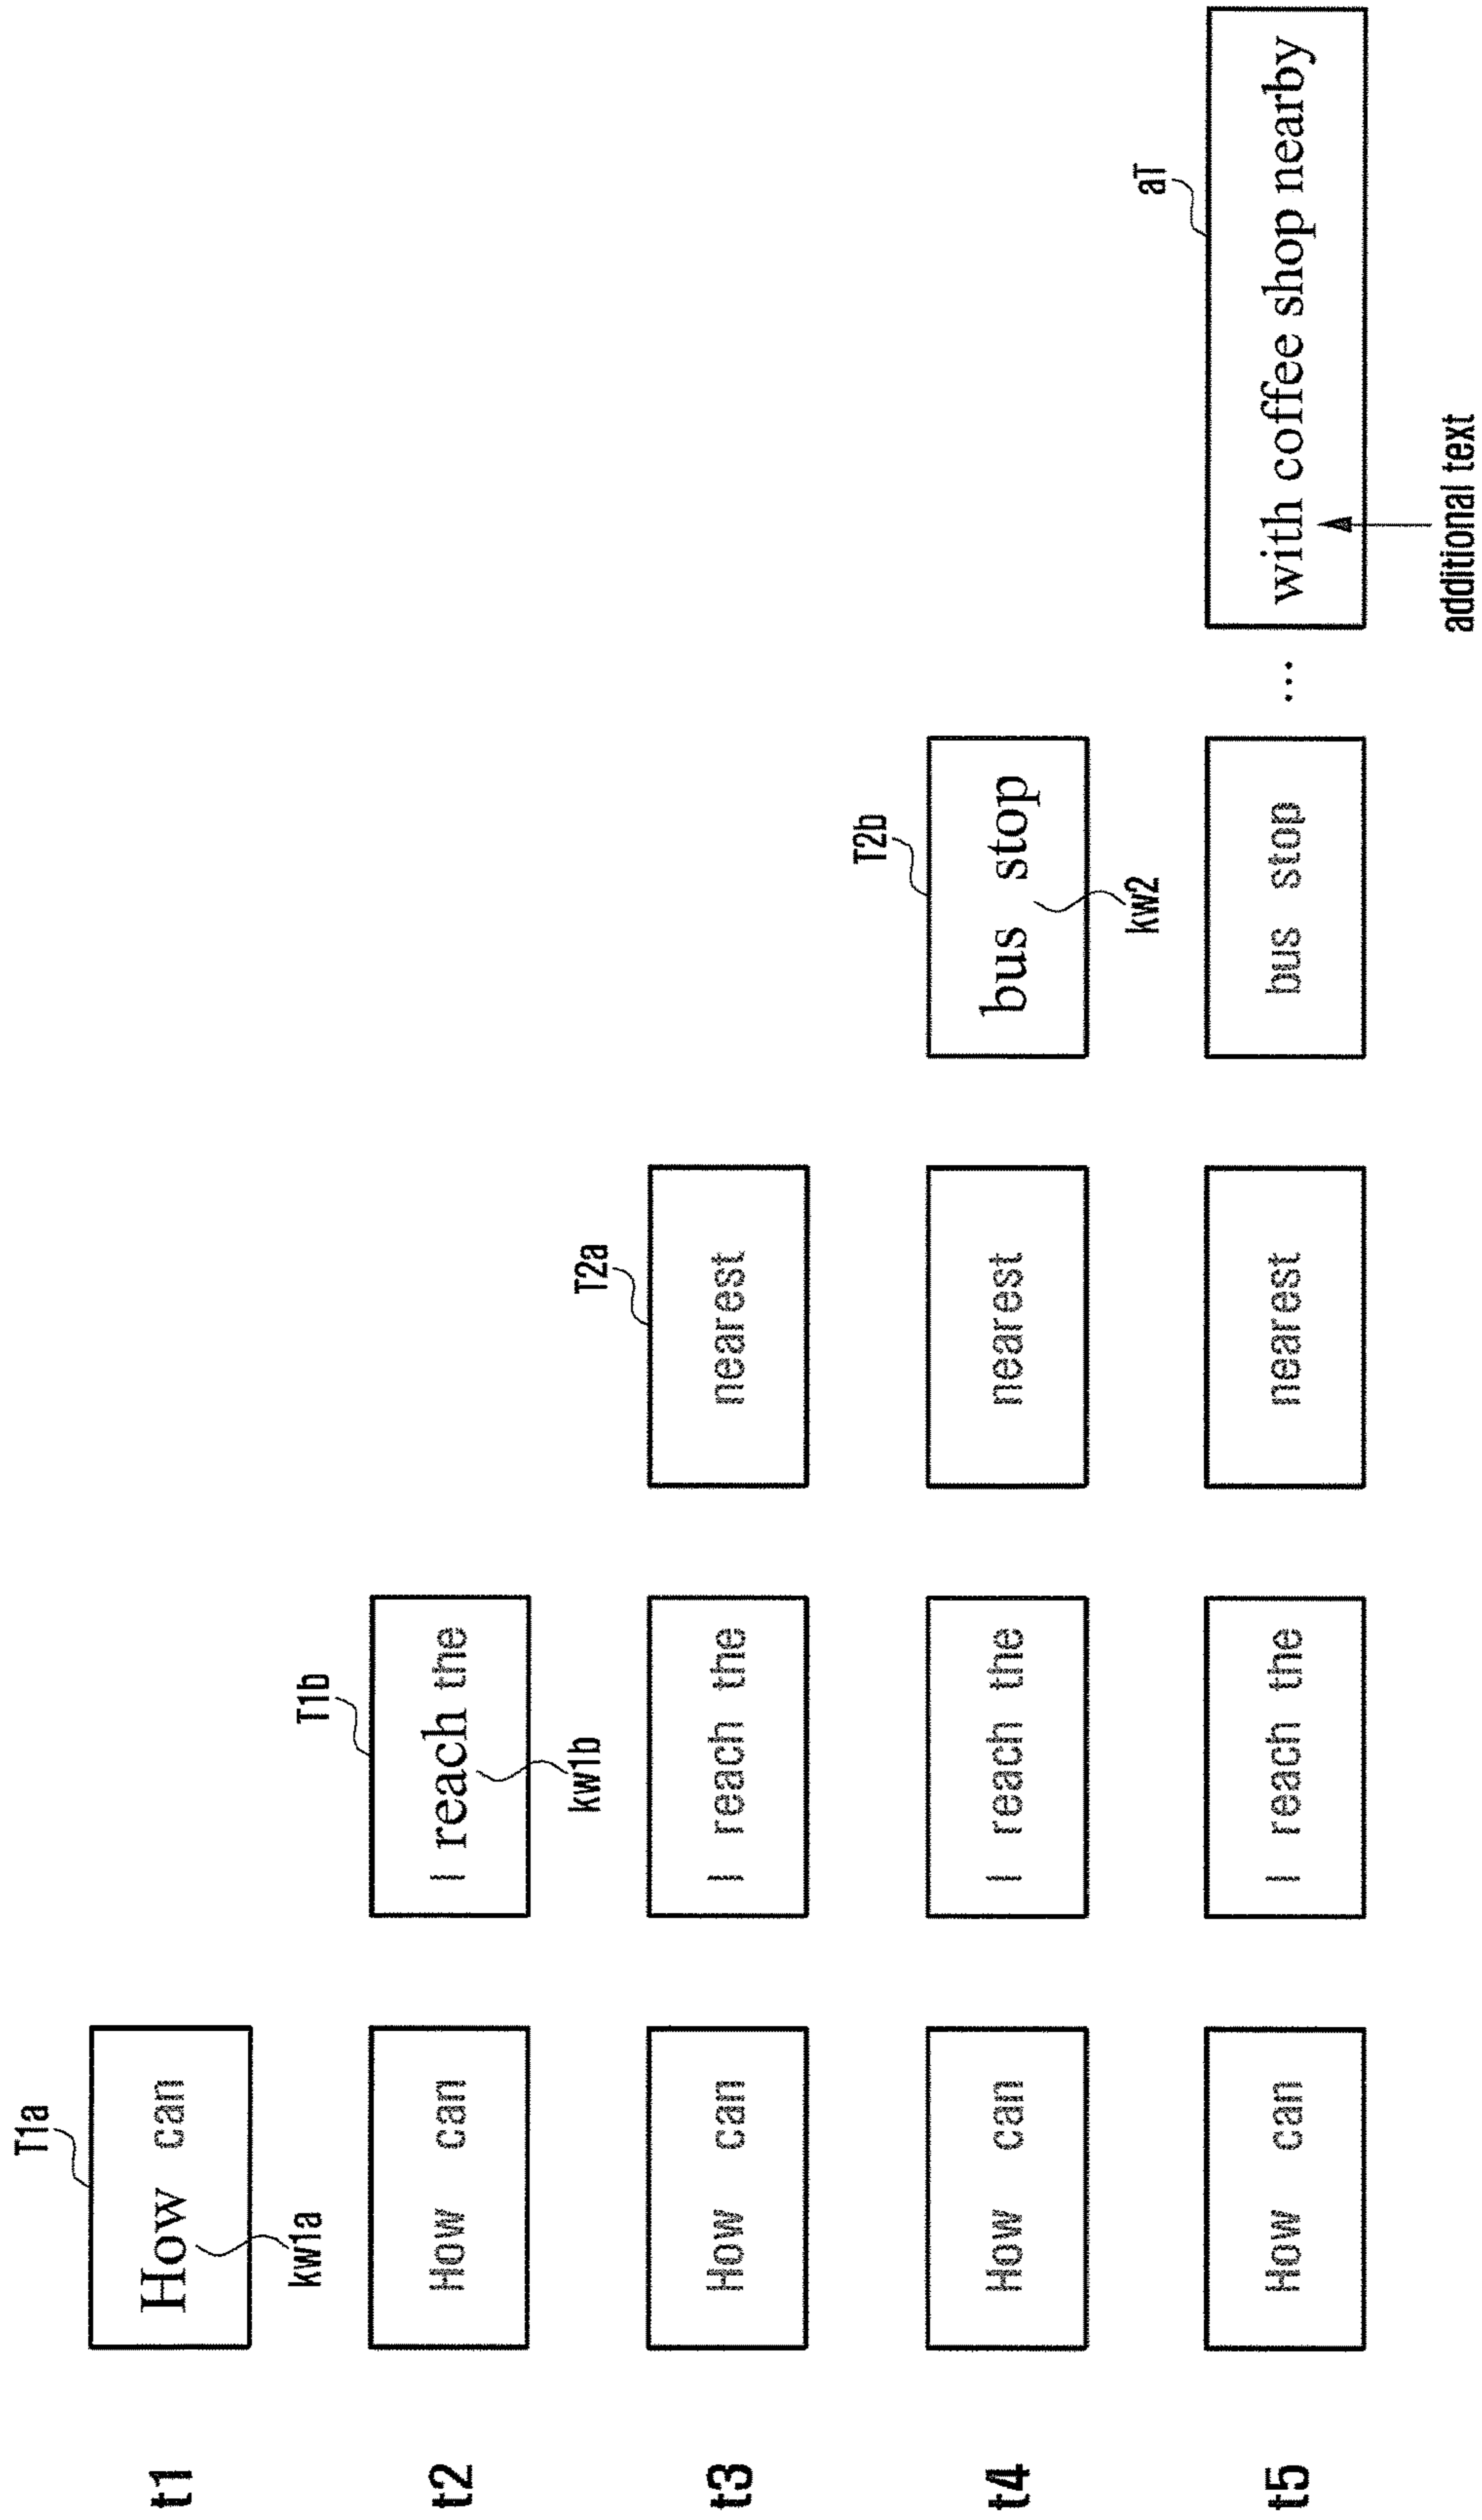 T1a
t1 How can
kw1a
T1b
t2 How can I reach the
kw1b
T2a
t3 How can I reach the nearest
T2b
t4 How can I reach the nearest bus stop
kw2
aT
t5 How can I reach the nearest bus stop ... with coffee shop nearby
additional text